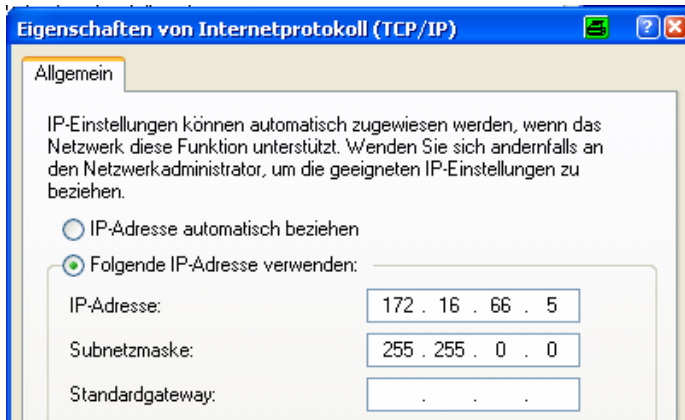 Eigenschaften von Internetprotokoll (TCP/IP)
Allgemein
IP-Einstellungen können automatisch zugewiesen werden, wenn das
Netzwerk diese Funktion unterstützt. Wenden Sie sich andernfalls an
den Netzwerkadministrator, um die geeigneten IP-Einstellungen zu
beziehen.
IP-Adresse automatisch beziehen
Folgende IP-Adresse verwenden:
IP-Adresse: 172 . 16 . 66 . 5
Subnetzmaske: 255 . 255 . 0 . 0
Standardgateway: . . .